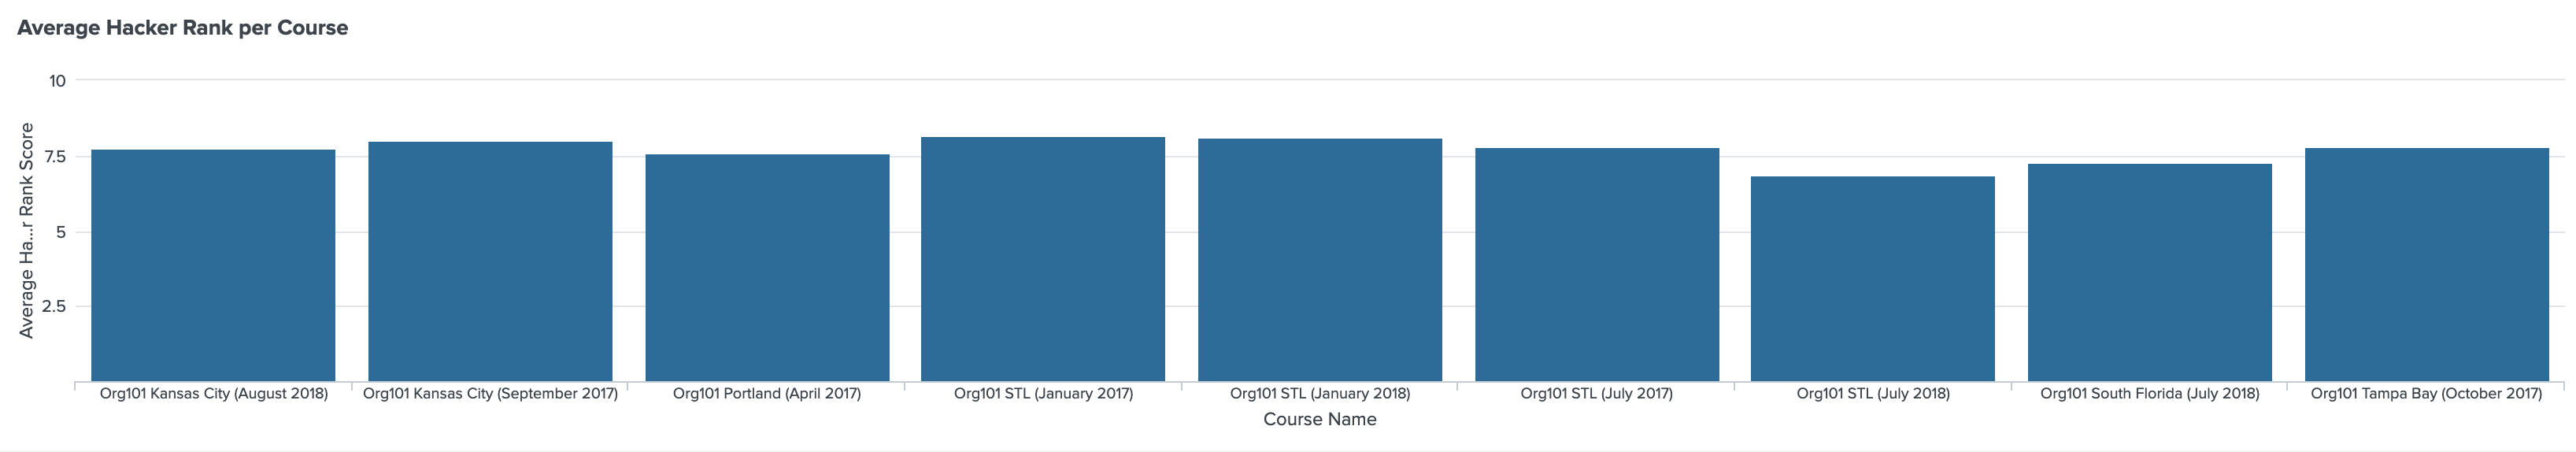 Average Hacker Rank per Course
10
7.5
5
2.5
Average Ha...r Rank Score
Org101 Kansas City (August 2018)
Org101 Kansas City (September 2017)
Org101 Portland (April 2017)
Org101 STL (January 2017)
Org101 STL (January 2018)
Org101 STL (July 2017)
Org101 STL (July 2018)
Org101 South Florida (July 2018)
Org101 Tampa Bay (October 2017)
Course Name